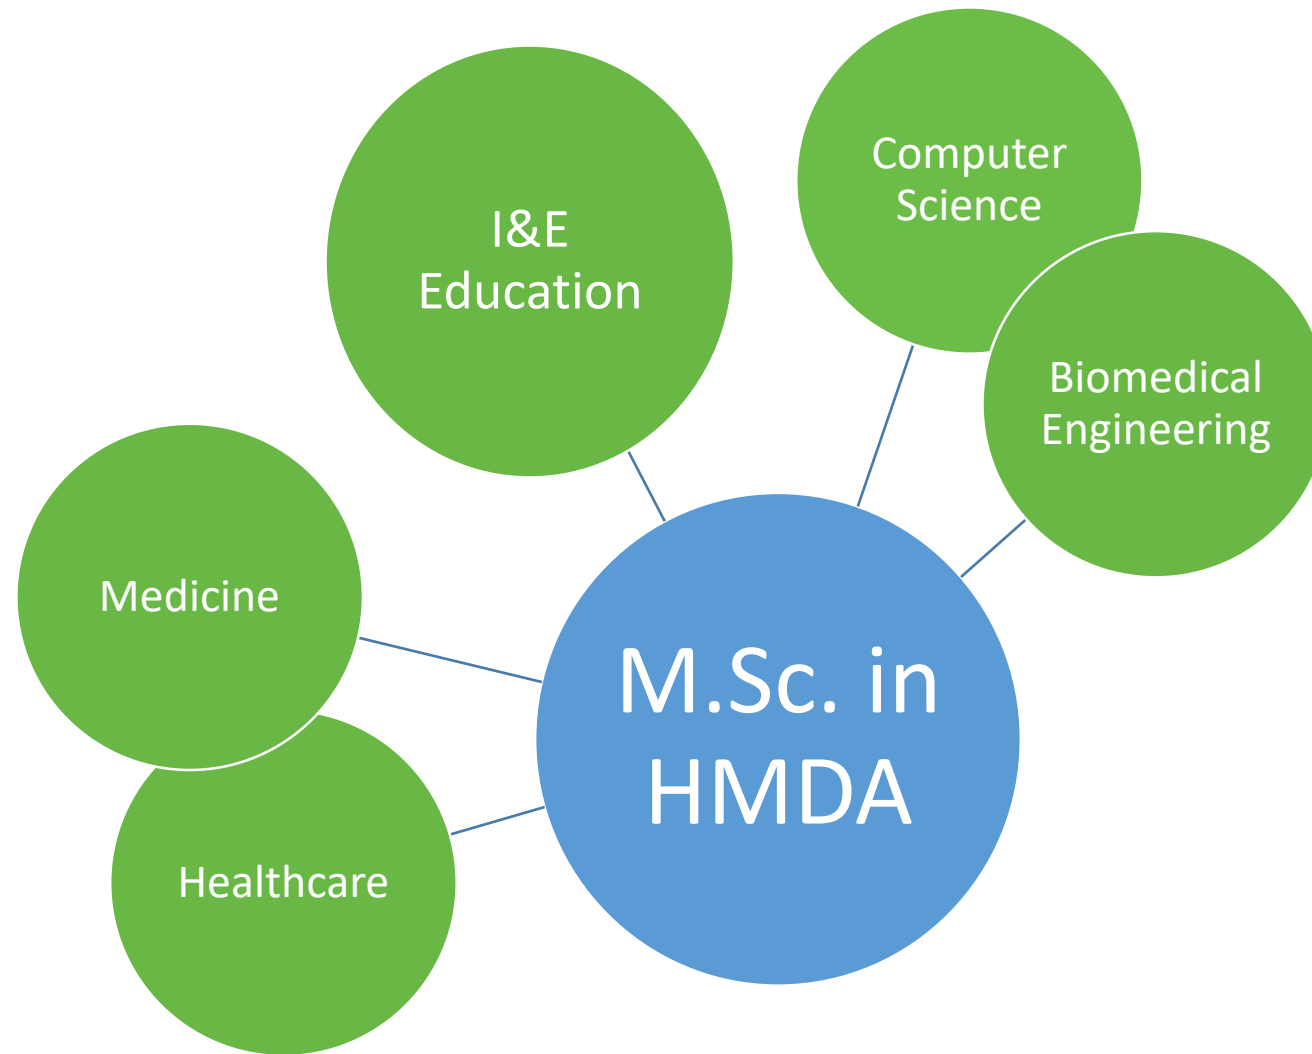 Computer
Science
I&E
Education
Biomedical
Engineering
Medicine
M.Sc. in
HMDA
Healthcare